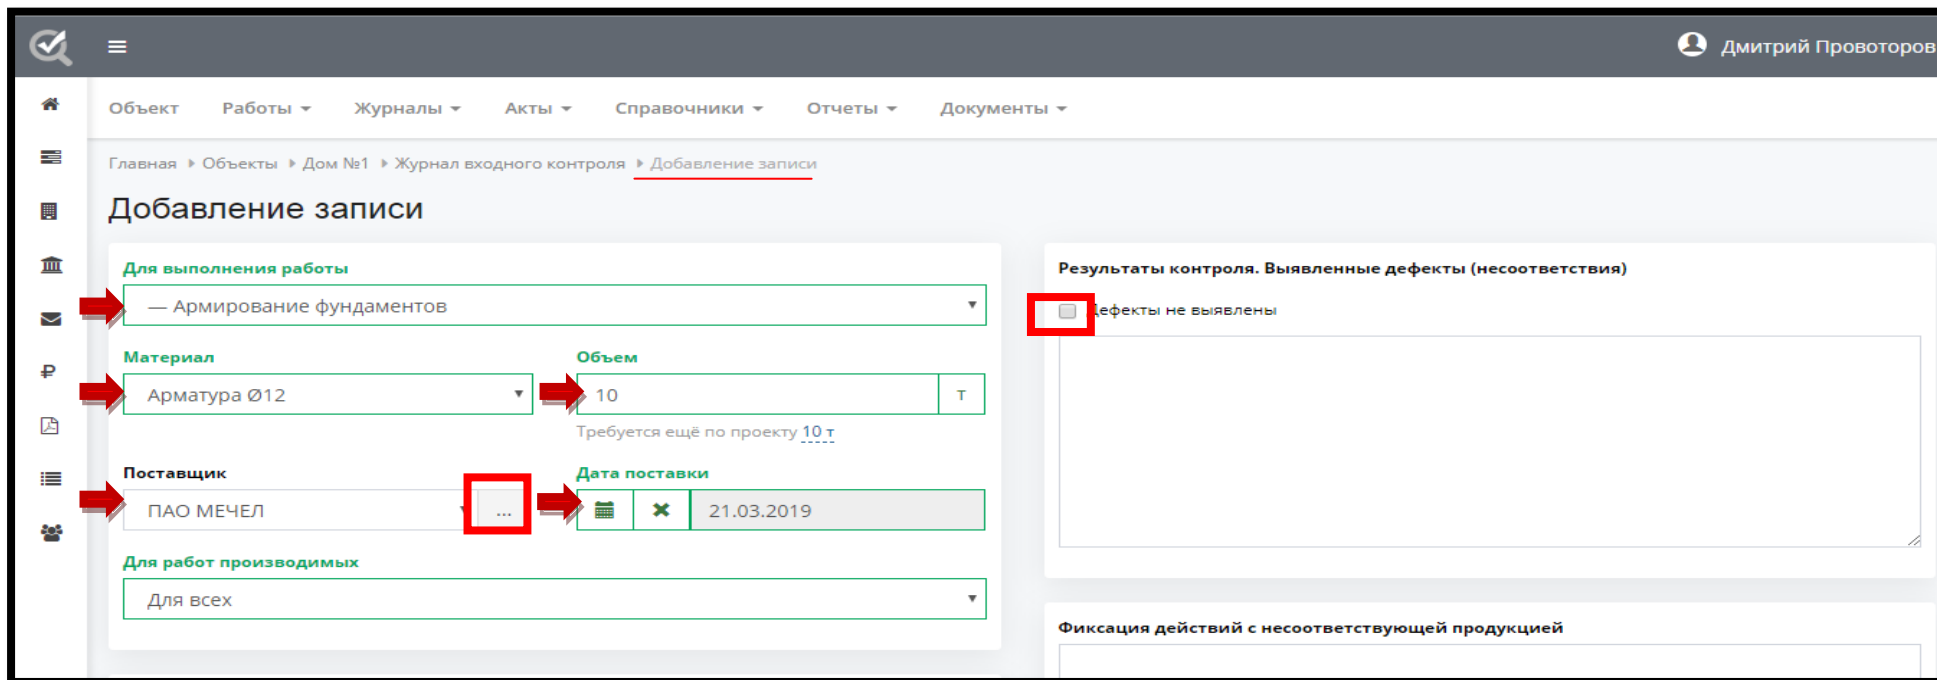 Дмитрий Провоторов
Объект Работы Журналы Акты Справочники Отчеты Документы
Главная Объекты Дом №1 Журнал входного контроля Добавление записи
Добавление записи
Для выполнения работы
— Армирование фундаментов
Материал Объем
Арматура Ø12 10 т
Требуется ещё по проекту 10 т
Поставщик Дата поставки
ПАО МЕЧЕЛ ... 21.03.2019
Для работ производимых
Для всех
Результаты контроля. Выявленные дефекты (несоответствия)
Дефекты не выявлены
Фиксация действий с несоответствующей продукцией